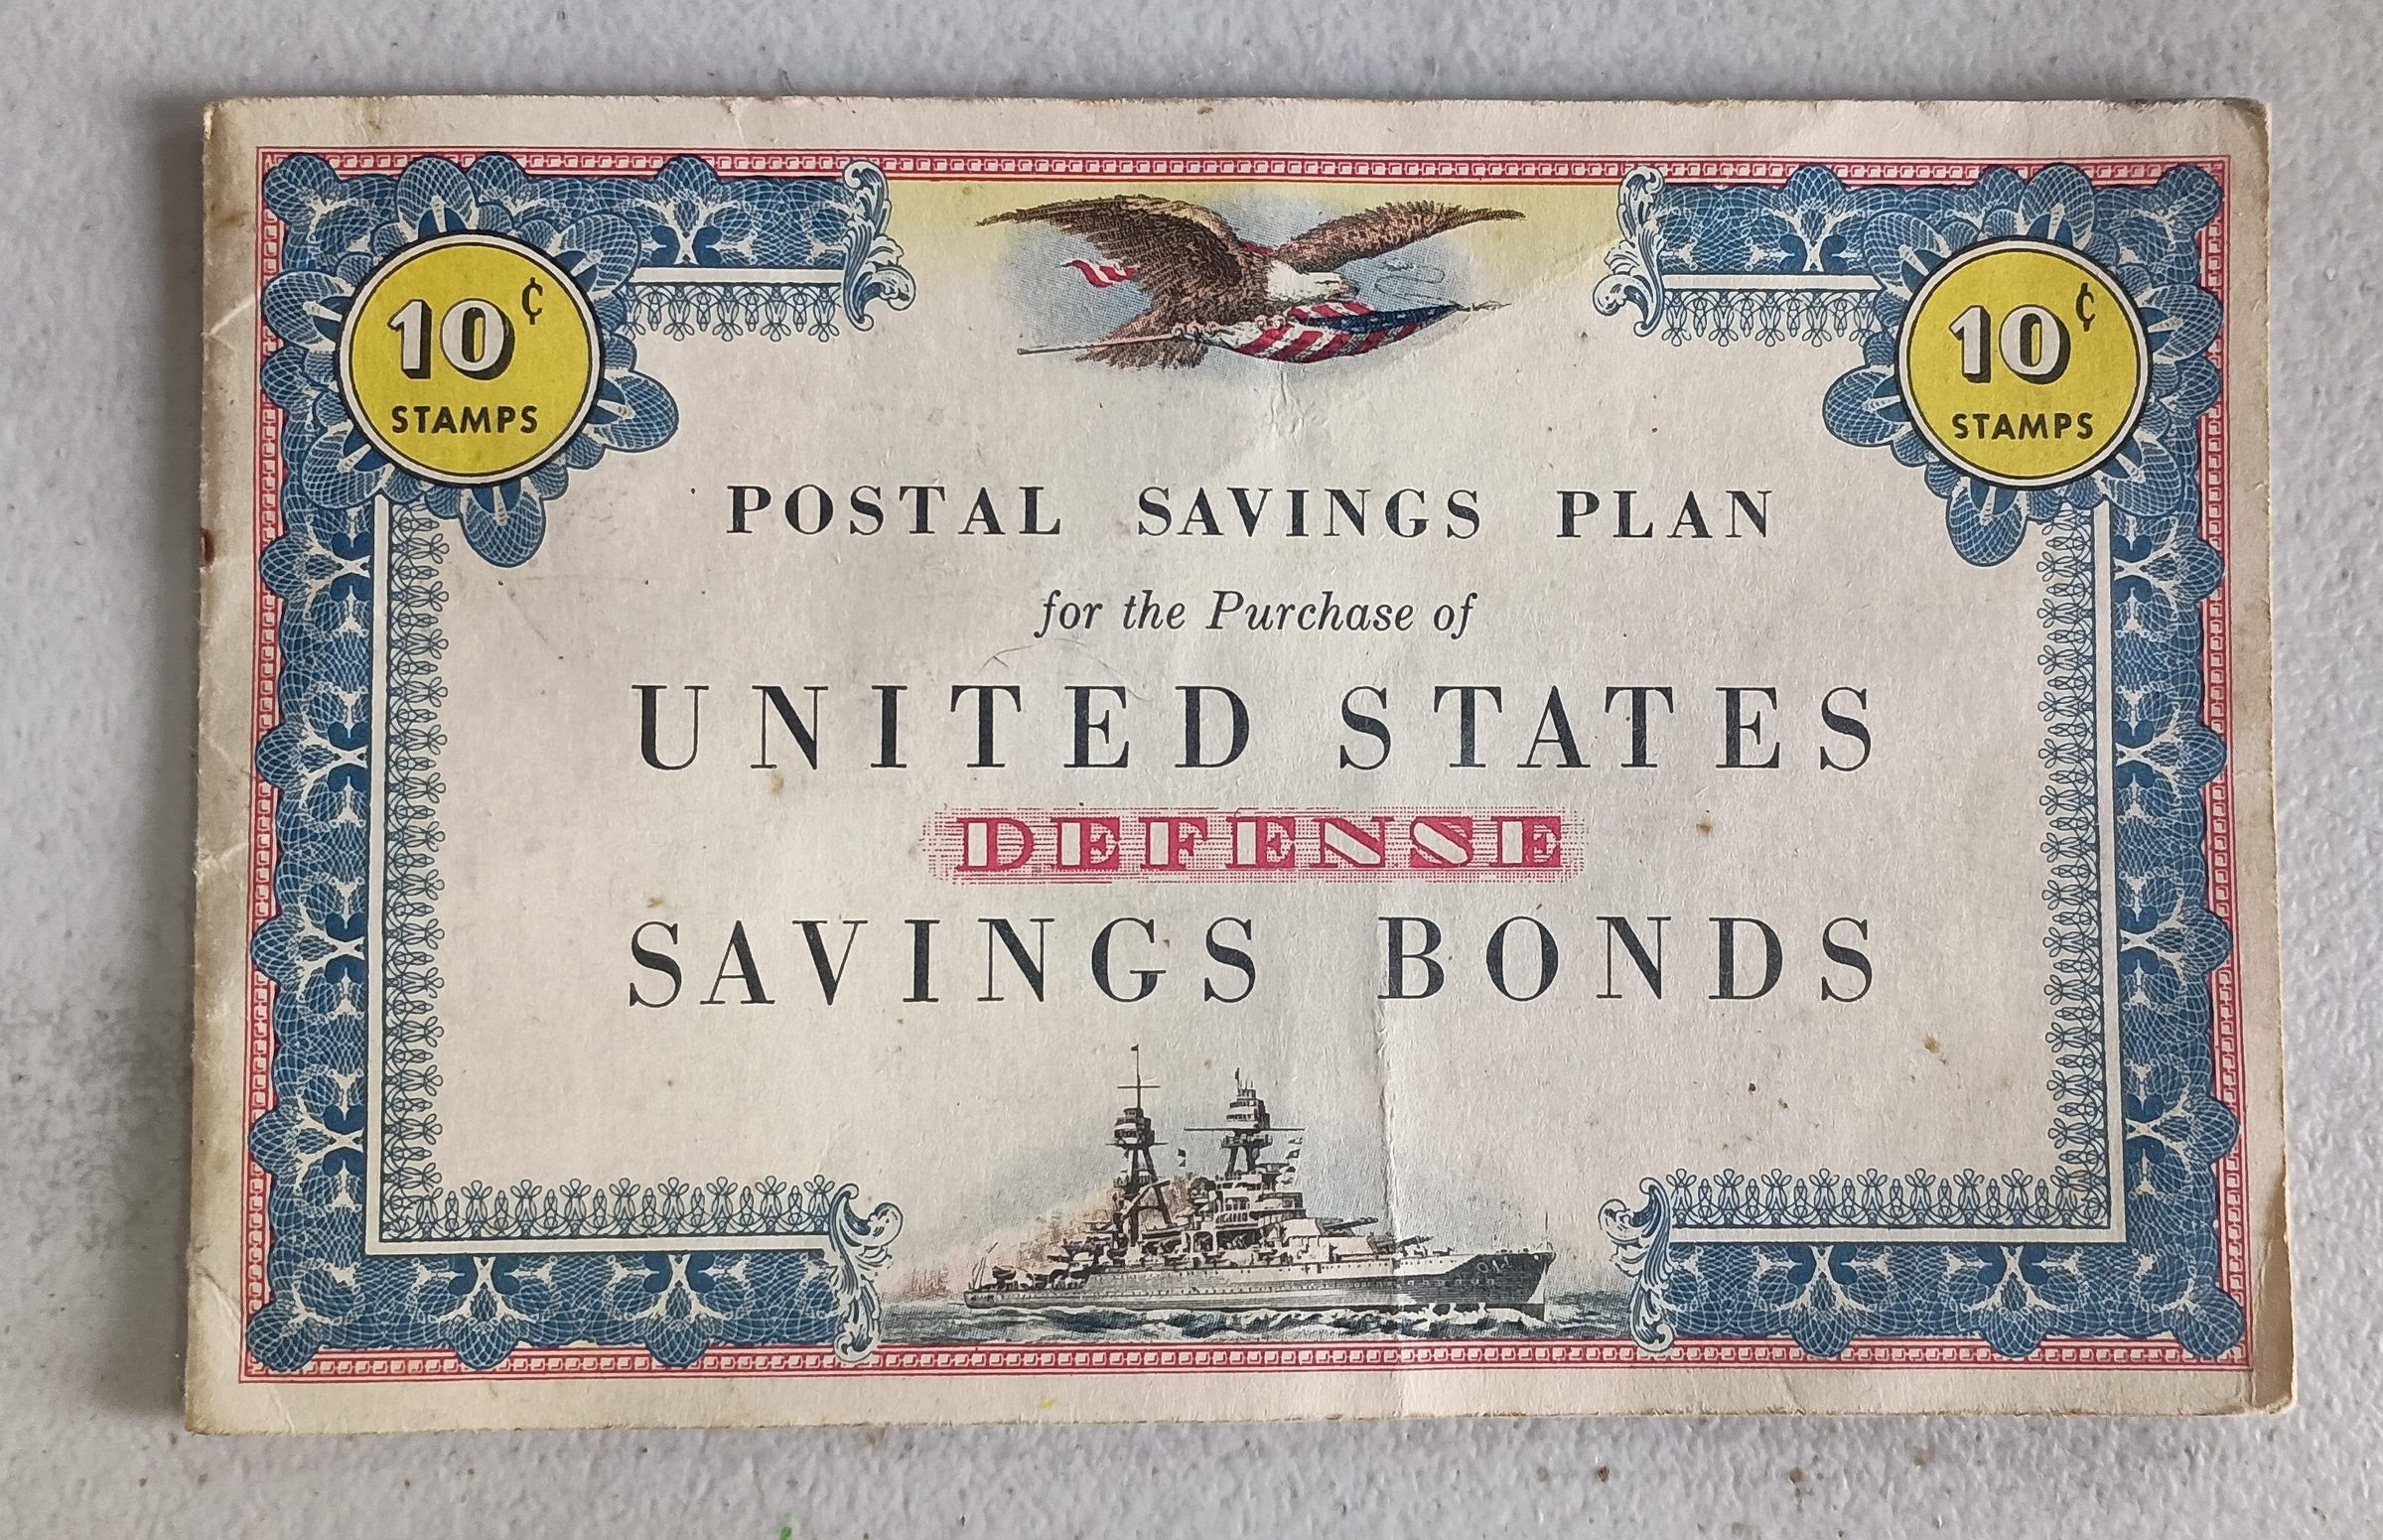 10¢
STAMPS
10¢
STAMPS
POSTAL SAVINGS PLAN
for the Purchase of
UNITED STATES
DEFENSE
SAVINGS BONDS